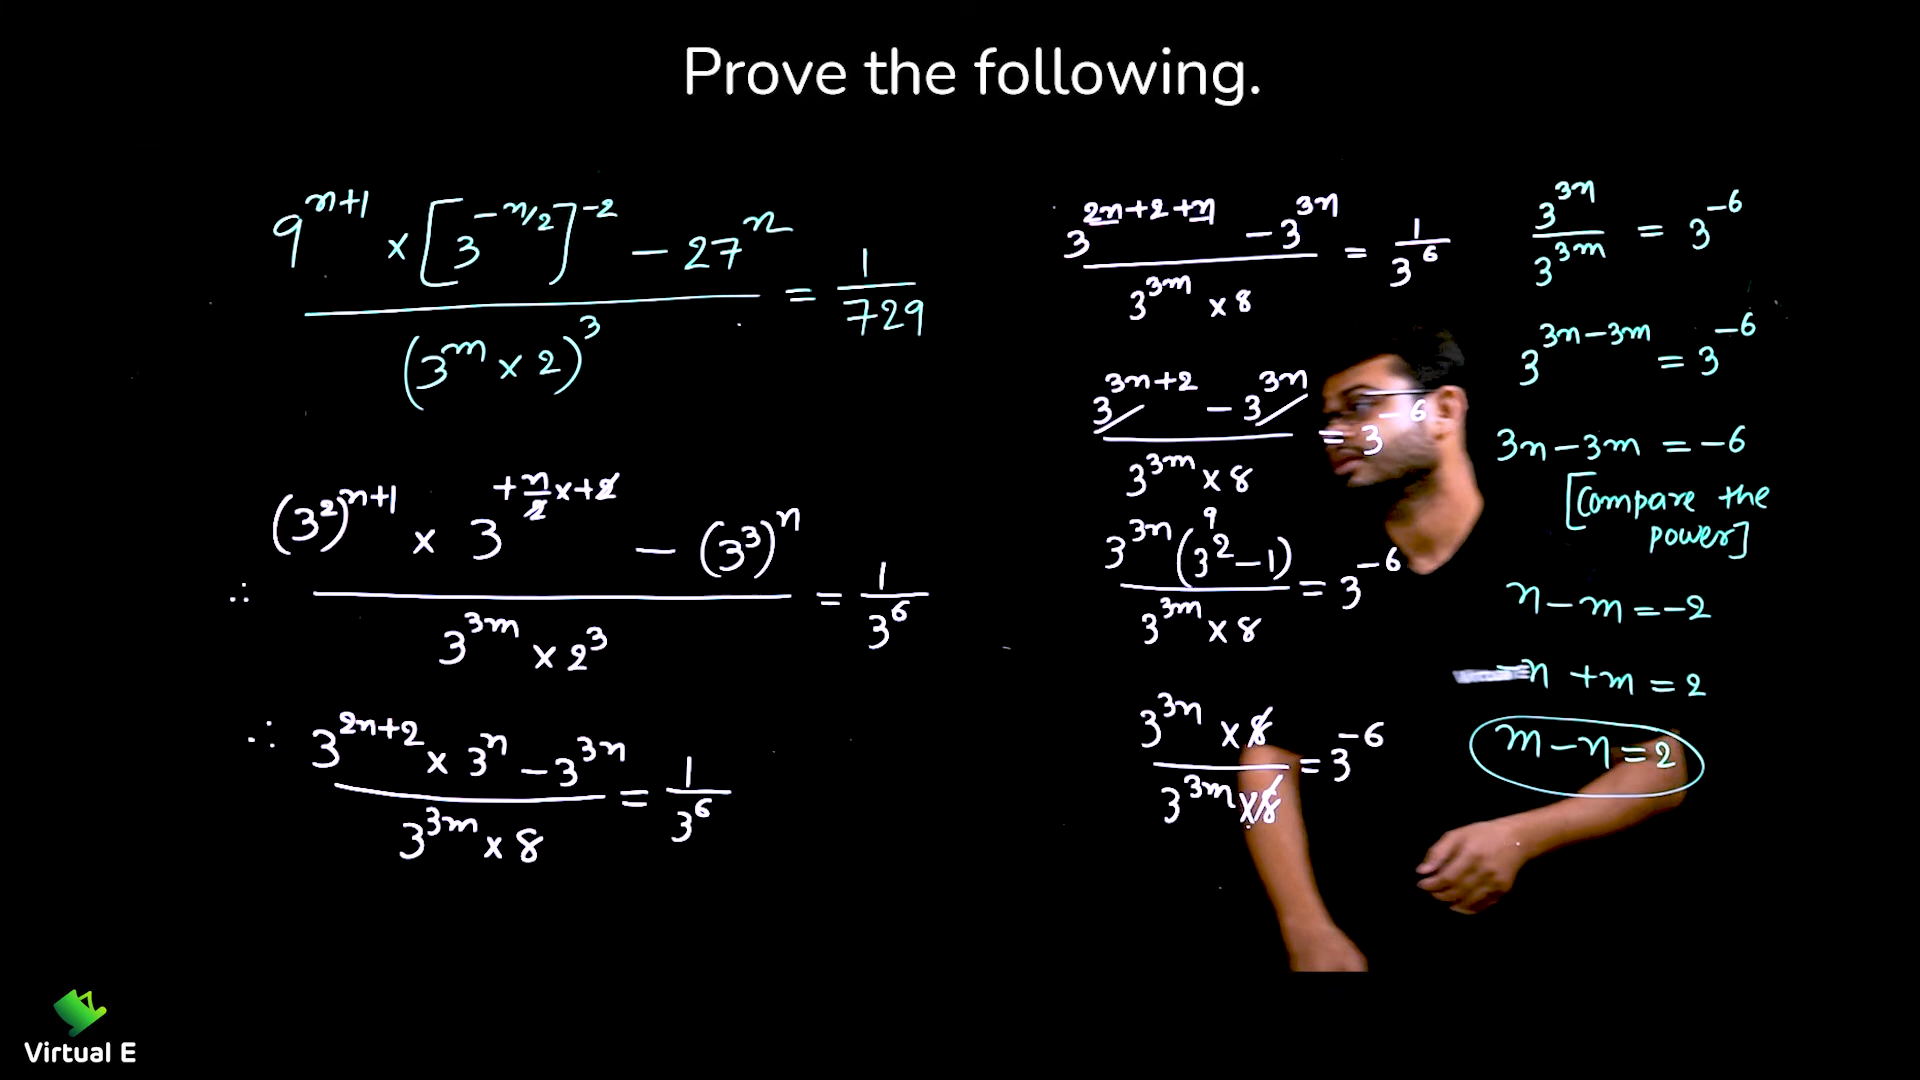 Prove the following.
9^{n+1} × [3^{-n/2}]^{-2} - 27^n / (3^m × 2)^3 = 1/729
∴ (3^2)^{n+1} × 3^{+n/2 × +2} - (3^3)^n / 3^{3m} × 2^3 = 1/3^6
∴ 3^{2n+2} × 3^n - 3^{3n} / 3^{3m} × 8 = 1/3^6
3^{2n+2+n} - 3^{3n} / 3^{3m} × 8 = 1/3^6
3^{3n+2} - 3^{3n} / 3^{3m} × 8 = 3^{-6}
9
3^{3n} (3^2 - 1) / 3^{3m} × 8 = 3^{-6}
3^{3n} × 8 / 3^{3m} × 8 = 3^{-6}
3^{3n} / 3^{3m} = 3^{-6}
3^{3n-3m} = 3^{-6}
3n - 3m = -6
[Compare the
power]
n - m = -2
-n + m = 2
m - n = 2
Virtual E